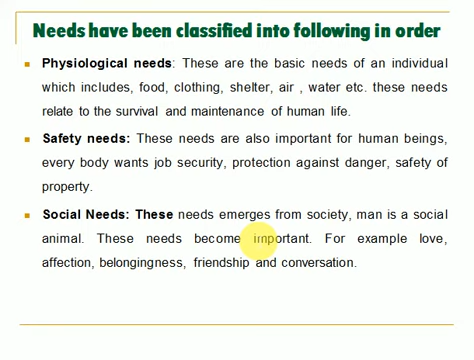 Needs have been classified into following in order
Physiological needs: These are the basic needs of an individual
which includes, food, clothing, shelter, air , water etc. these needs
relate to the survival and maintenance of human life.
Safety needs: These needs are also important for human beings,
every body wants job security, protection against danger, safety of
property.
Social Needs: These needs emerges from society, man is a social
animal. These needs become important. For example love,
affection, belongingness, friendship and conversation.